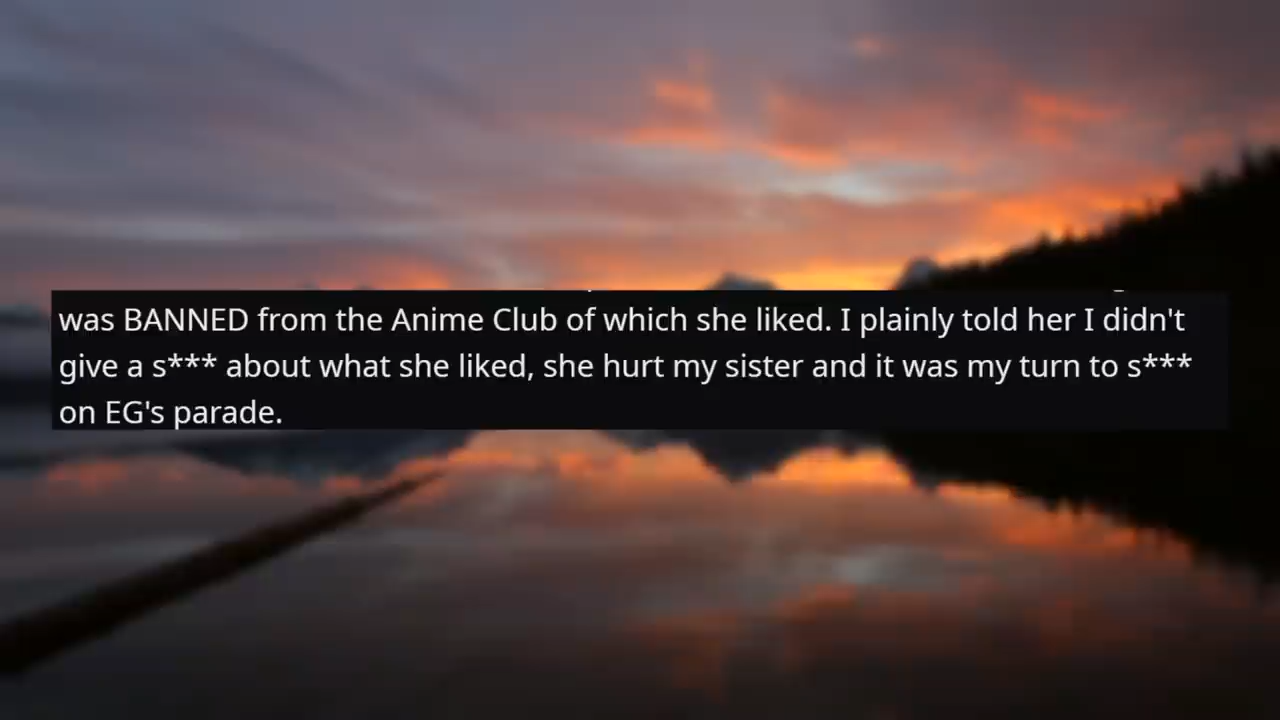 was BANNED from the Anime Club of which she liked. I plainly told her I didn't
give a s*** about what she liked, she hurt my sister and it was my turn to s***
on EG's parade.